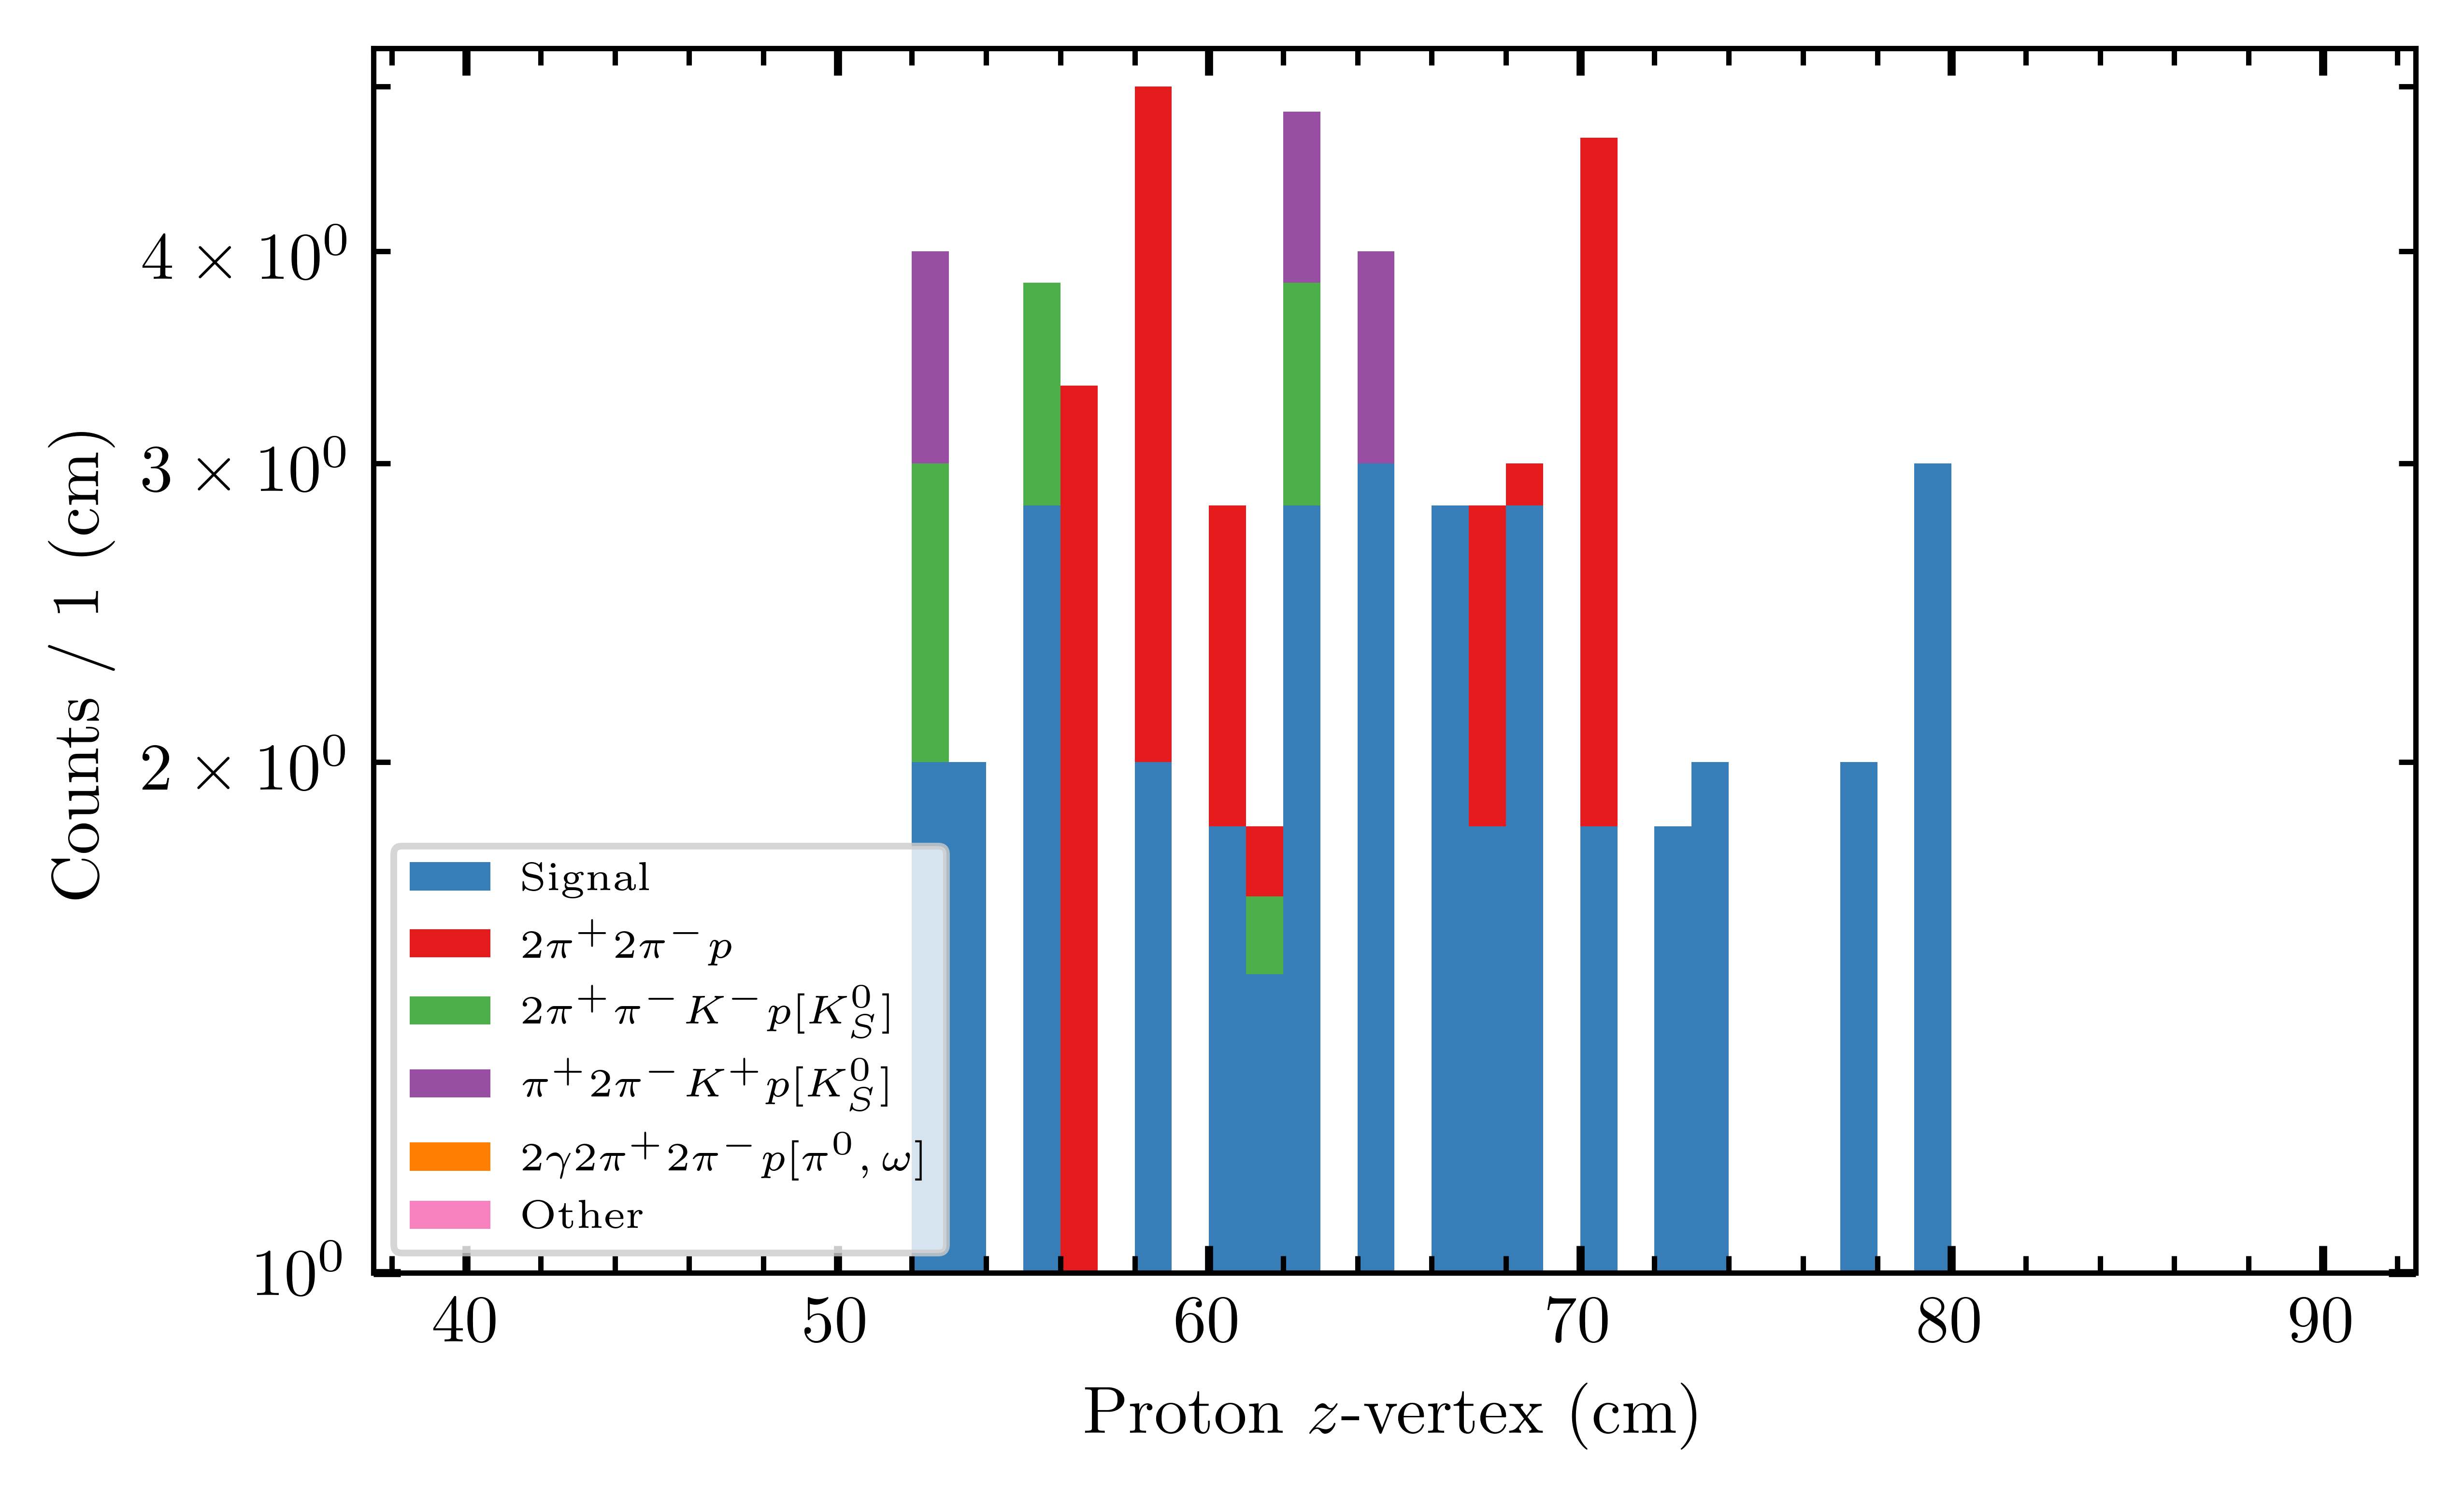 Counts / 1 (cm)
4 × 10⁰
3 × 10⁰
2 × 10⁰
10⁰
Signal
2π⁺2π⁻p
2π⁺π⁻K⁻p[K⁰_S]
π⁺2π⁻K⁺p[K⁰_S]
2γ2π⁺2π⁻p[π⁰, ω]
Other
40 50 60 70 80 90
Proton z-vertex (cm)